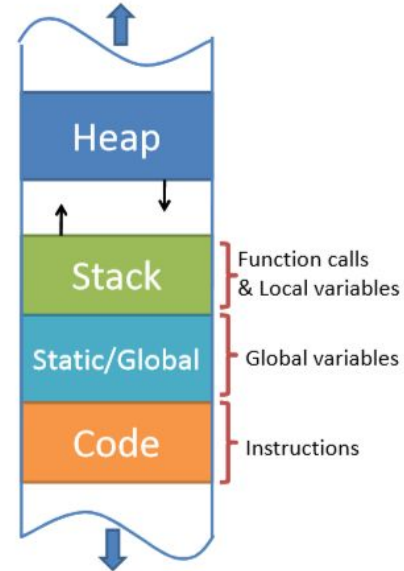 Heap
Stack
Function calls
& Local variables
Static/Global
Global variables
Code
Instructions